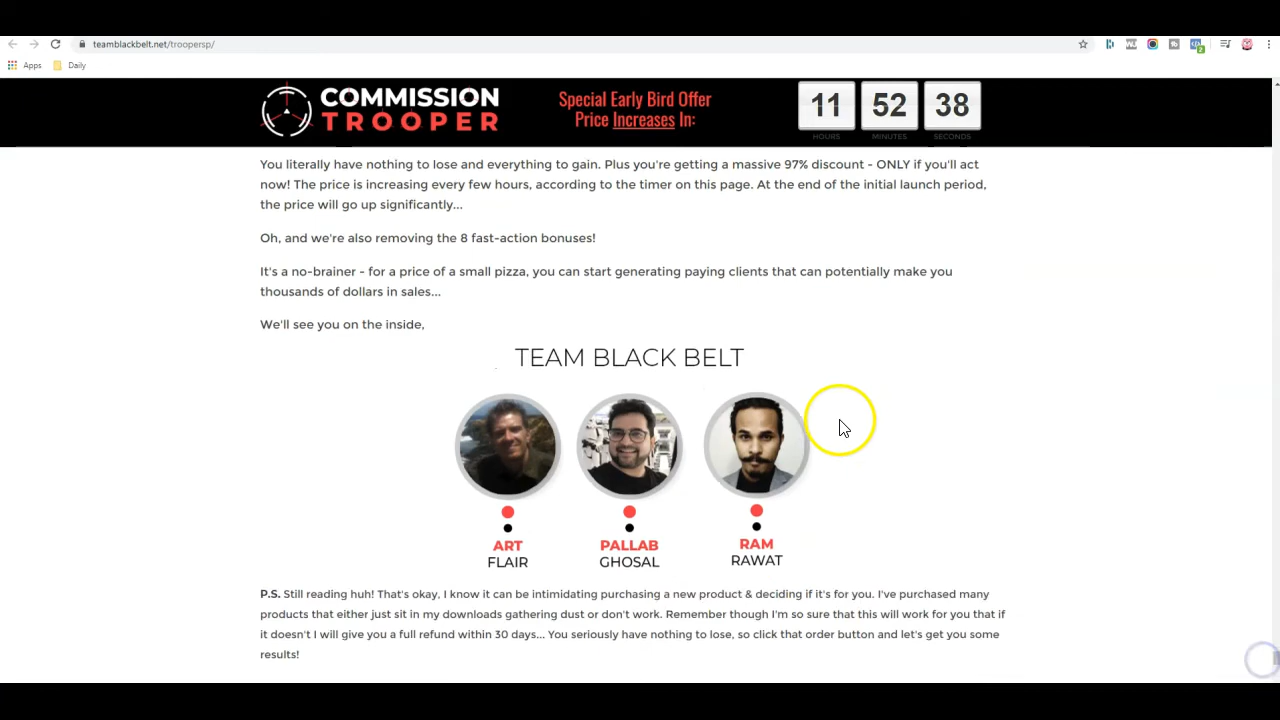 teamblackbelt.net/troopersp/
Apps
Daily
COMMISSION
TROOPER
Special Early Bird Offer
Price Increases In:
11
52
38
HOURS
MINUTES
SECONDS
You literally have nothing to lose and everything to gain. Plus you're getting a massive 97% discount - ONLY if you'll act
now! The price is increasing every few hours, according to the timer on this page. At the end of the initial launch period,
the price will go up significantly...
Oh, and we're also removing the 8 fast-action bonuses!
It's a no-brainer - for a price of a small pizza, you can start generating paying clients that can potentially make you
thousands of dollars in sales...
We'll see you on the inside,
TEAM BLACK BELT
ART
FLAIR
PALLAB
GHOSAL
RAM
RAWAT
P.S. Still reading huh! That's okay, I know it can be intimidating purchasing a new product & deciding if it's for you. I've purchased many
products that either just sit in my downloads gathering dust or don't work. Remember though I'm so sure that this will work for you that if
it doesn't I will give you a full refund within 30 days... You seriously have nothing to lose, so click that order button and let's get you some
results!